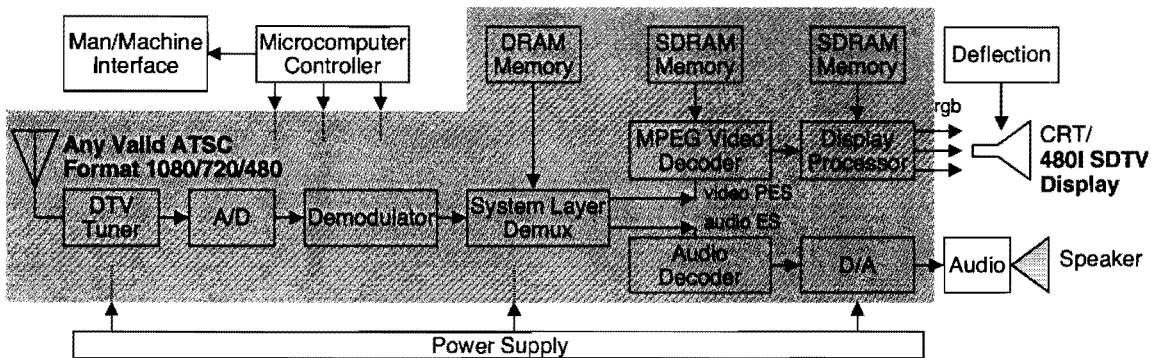 Man/Machine
Interface
Microcomputer
Controller
DRAM
Memory
SDRAM
Memory
SDRAM
Memory
Deflection
rgb
Any Valid ATSC
Format 1080/720/480
MPEG Video
Decoder
Display
Processor
CRT/
480I SDTV
Display
DTV
Tuner
A/D
Demodulator
System Layer
Demux
video PES
audio ES
Audio
Decoder
D/A
Audio
Speaker
Power Supply